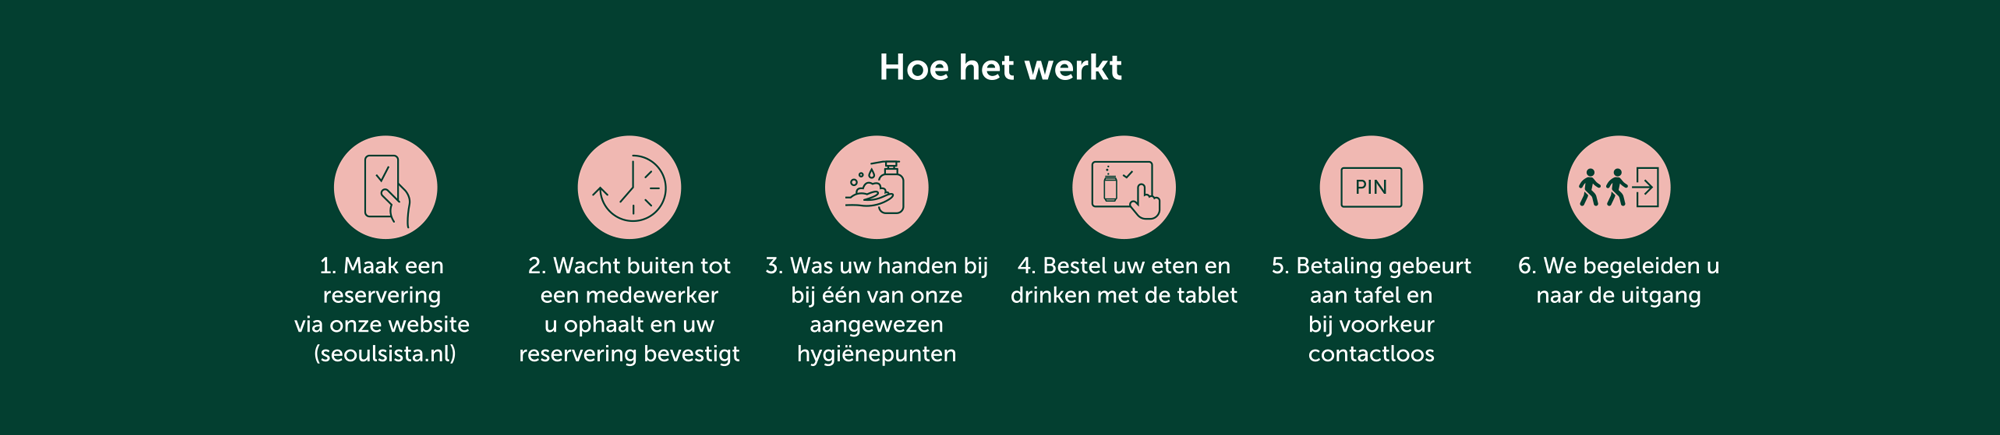 Hoe het werkt
PIN
1. Maak een
reservering
via onze website
(seoulsista.nl)
2. Wacht buiten tot
een medewerker
u ophaalt en uw
reservering bevestigt
3. Was uw handen bij
bij één van onze
aangewezen
hygiënepunten
4. Bestel uw eten en
drinken met de tablet
5. Betaling gebeurt
aan tafel en
bij voorkeur
contactloos
6. We begeleiden u
naar de uitgang